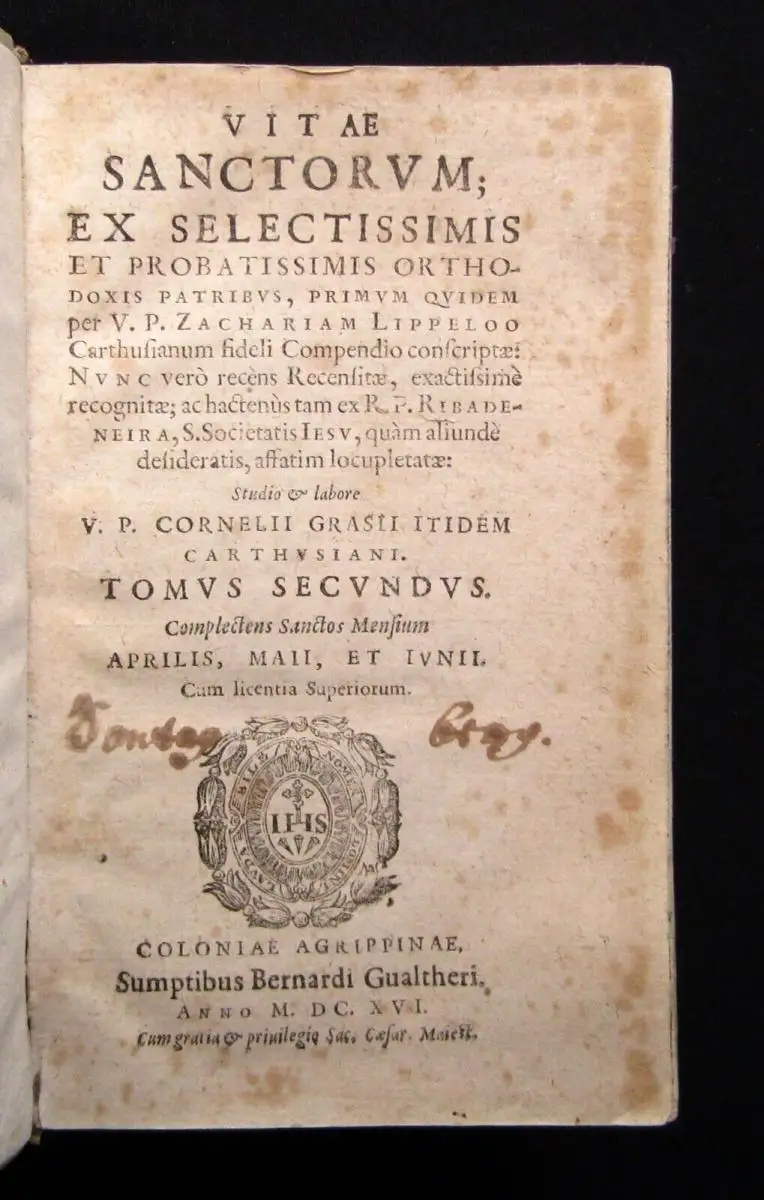 VITAE
SANCTORVM;
EX SELECTISSIMIS
ET PROBATISSIMIS ORTHO-
DOXIS PATRIBVS, PRIMVM QVIDEM
per V. P. ZACHARIAM LIPPELOO
Carthuſianum fideli Compendio conſcriptæ:
NVNC verò recèns Recenſitæ, exactiſsimè
recognitæ; ac hactenùs tam ex R. P. RIBADE-
NEIRA, S. Societatis IESV, quàm aliundè
deſideratis, affatim locupletatæ:
Studio & labore
V. P. CORNELII GRASII ITIDEM
CARTHVSIANI.
TOMVS SECVNDVS.
Complectens Sanctos Menſium
APRILIS, MAII, ET IVNII.
Cum licentia Superiorum.
IHS
NOMEN
DOMINI
LAVDA
COLONIAE AGRIPPINAE,
Sumptibus Bernardi Gualtheri,
ANNO M. DC. XVI.
Cum gratia & priuilegio Sac. Cæſar. Maieſt.